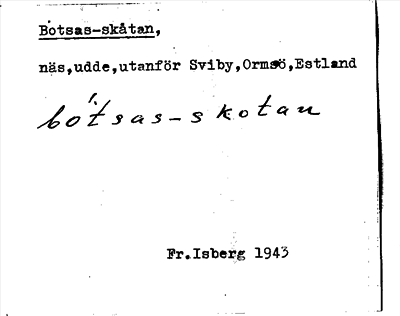 Botsas-skåtan,
näs,udde,utanför Sviby,Ormsö,Estland
bótsas-skotan
Fr.Isberg 1943